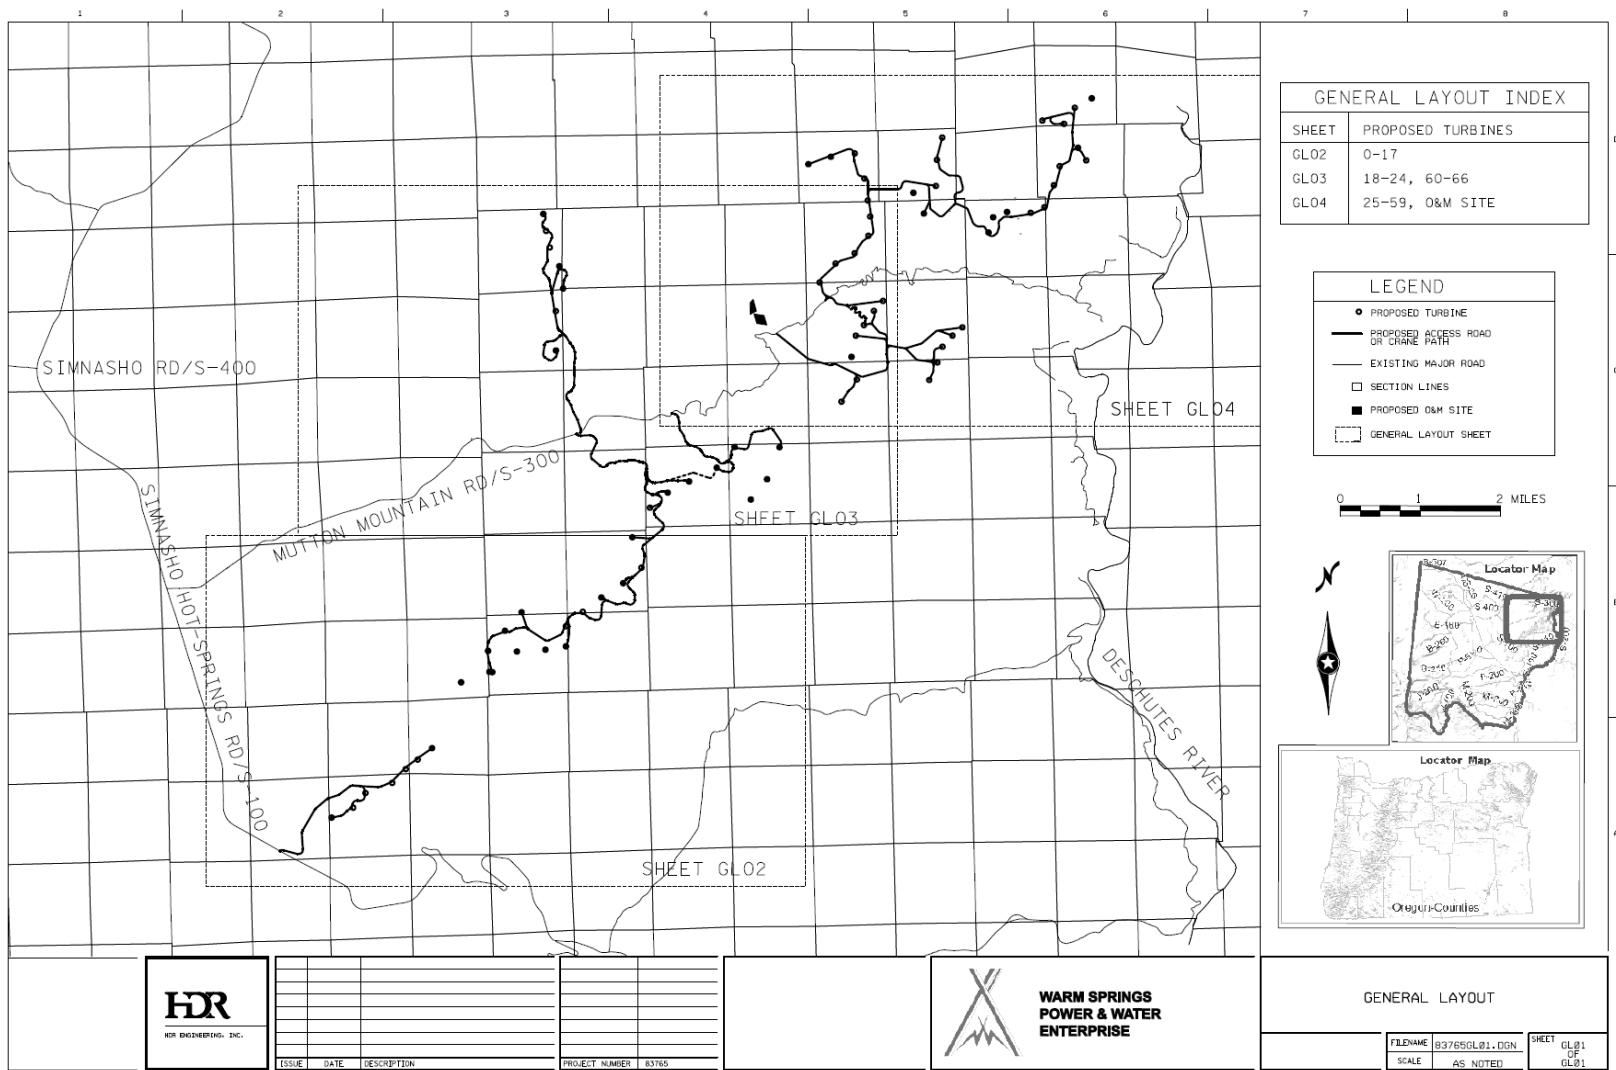 1 2 3 4 5 6 7 8
GENERAL LAYOUT INDEX
SHEET PROPOSED TURBINES
GL02 0-17
GL03 18-24, 60-66
GL04 25-59, O&M SITE
LEGEND
PROPOSED TURBINE
PROPOSED ACCESS ROAD
OR CRANE PATH
EXISTING MAJOR ROAD
SECTION LINES
PROPOSED O&M SITE
GENERAL LAYOUT SHEET
0 1 2 MILES
N
SIMNASHO RD/S-400
SHEET GL04
MUTTON MOUNTAIN RD/S-300
SHEET GL03
SIMNASHO/HOT-SPRINGS RD/S-100
DESCHUTES RIVER
SHEET GL02
Locator Map
S-400
Locator Map
Oregon-Counties
HDR
HDR ENGINEERING, INC.
ISSUE DATE DESCRIPTION
PROJECT NUMBER 83765
WARM SPRINGS
POWER & WATER
ENTERPRISE
GENERAL LAYOUT
FILENAME 83765GL01.DGN
SCALE AS NOTED
SHEET
GL01
OF
GL01